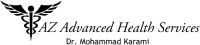 AZ Advanced Health Services
Dr. Mohammad Karami